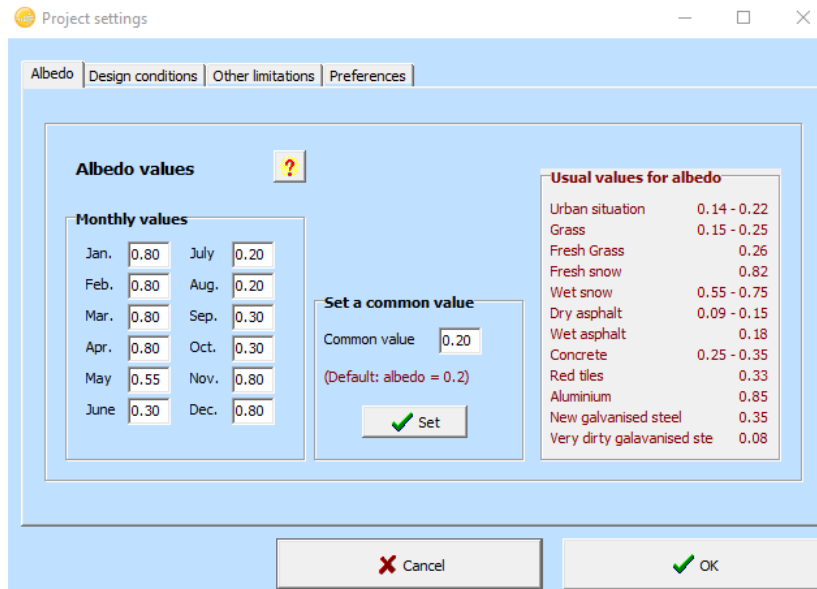 Project settings
Albedo Design conditions Other limitations Preferences
Albedo values ?
Monthly values
Jan. 0.80 July 0.20
Feb. 0.80 Aug. 0.20
Mar. 0.80 Sep. 0.30
Apr. 0.80 Oct. 0.30
May 0.55 Nov. 0.80
June 0.30 Dec. 0.80
Set a common value
Common value 0.20
(Default: albedo = 0.2)
Set
Usual values for albedo
Urban situation 0.14 - 0.22
Grass 0.15 - 0.25
Fresh Grass 0.26
Fresh snow 0.82
Wet snow 0.55 - 0.75
Dry asphalt 0.09 - 0.15
Wet asphalt 0.18
Concrete 0.25 - 0.35
Red tiles 0.33
Aluminium 0.85
New galvanised steel 0.35
Very dirty galavanised ste 0.08
Cancel OK